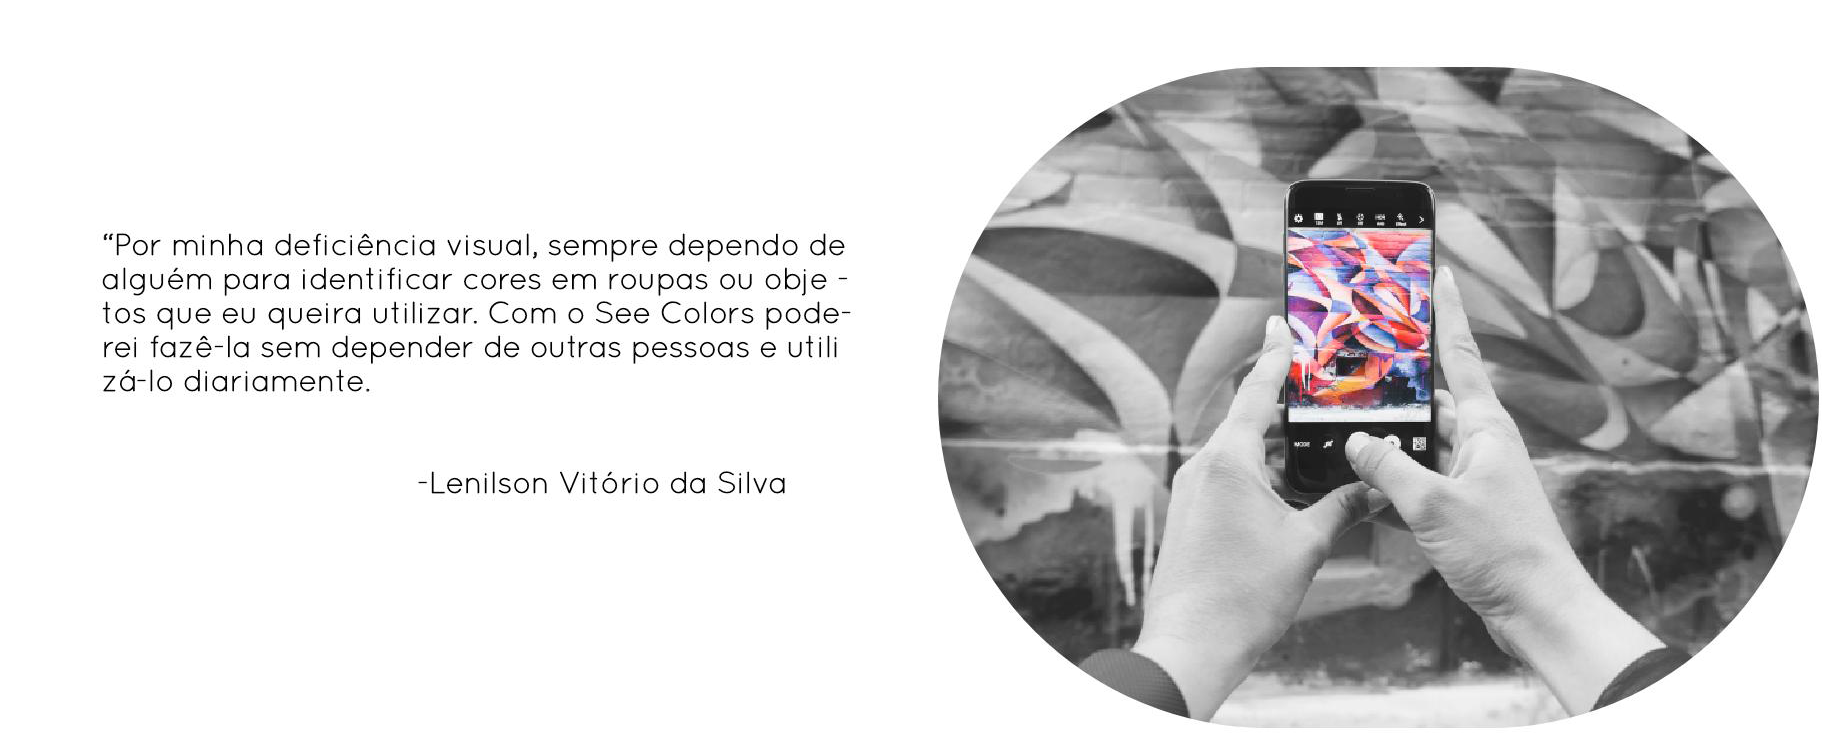 “Por minha deficiência visual, sempre dependo de
alguém para identificar cores em roupas ou obje -
tos que eu queira utilizar. Com o See Colors pode-
rei fazê-la sem depender de outras pessoas e utili
zá-lo diariamente.
-Lenilson Vitório da Silva
MODE